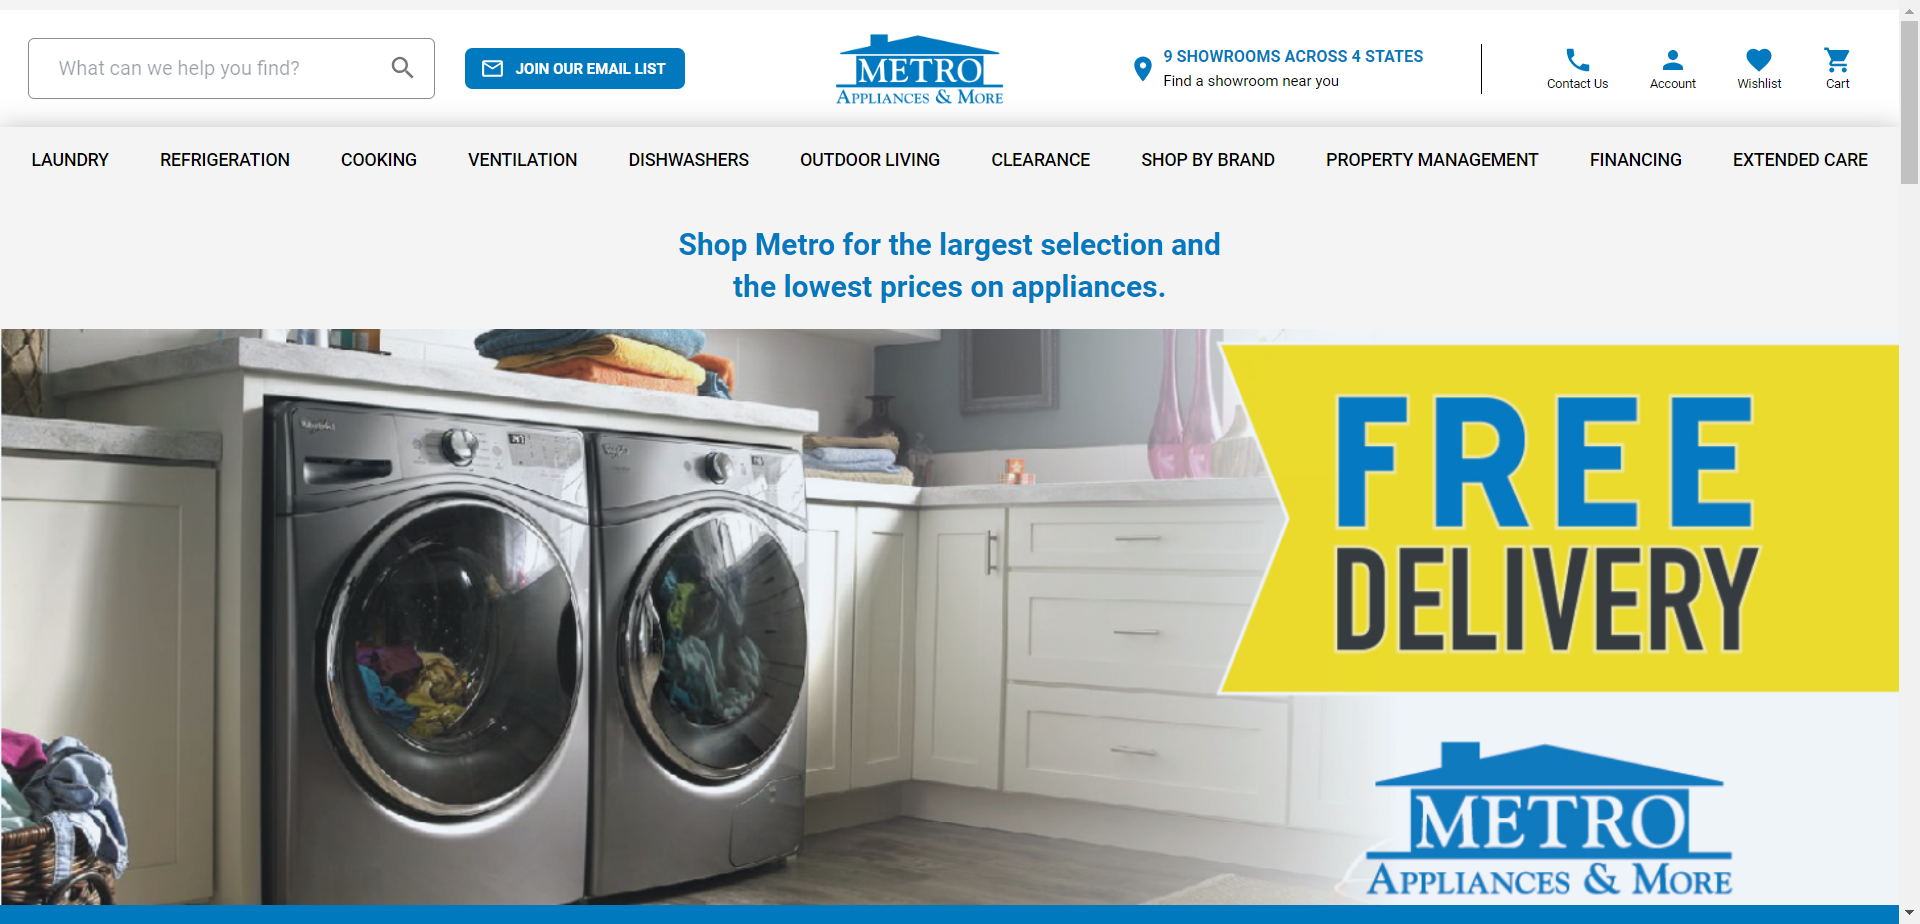 What can we help you find?
JOIN OUR EMAIL LIST
METRO
APPLIANCES & MORE
9 SHOWROOMS ACROSS 4 STATES
Find a showroom near you
Contact Us
Account
Wishlist
Cart
LAUNDRY
REFRIGERATION
COOKING
VENTILATION
DISHWASHERS
OUTDOOR LIVING
CLEARANCE
SHOP BY BRAND
PROPERTY MANAGEMENT
FINANCING
EXTENDED CARE
Shop Metro for the largest selection and
the lowest prices on appliances.
Whirlpool
FREE
DELIVERY
METRO
APPLIANCES & MORE